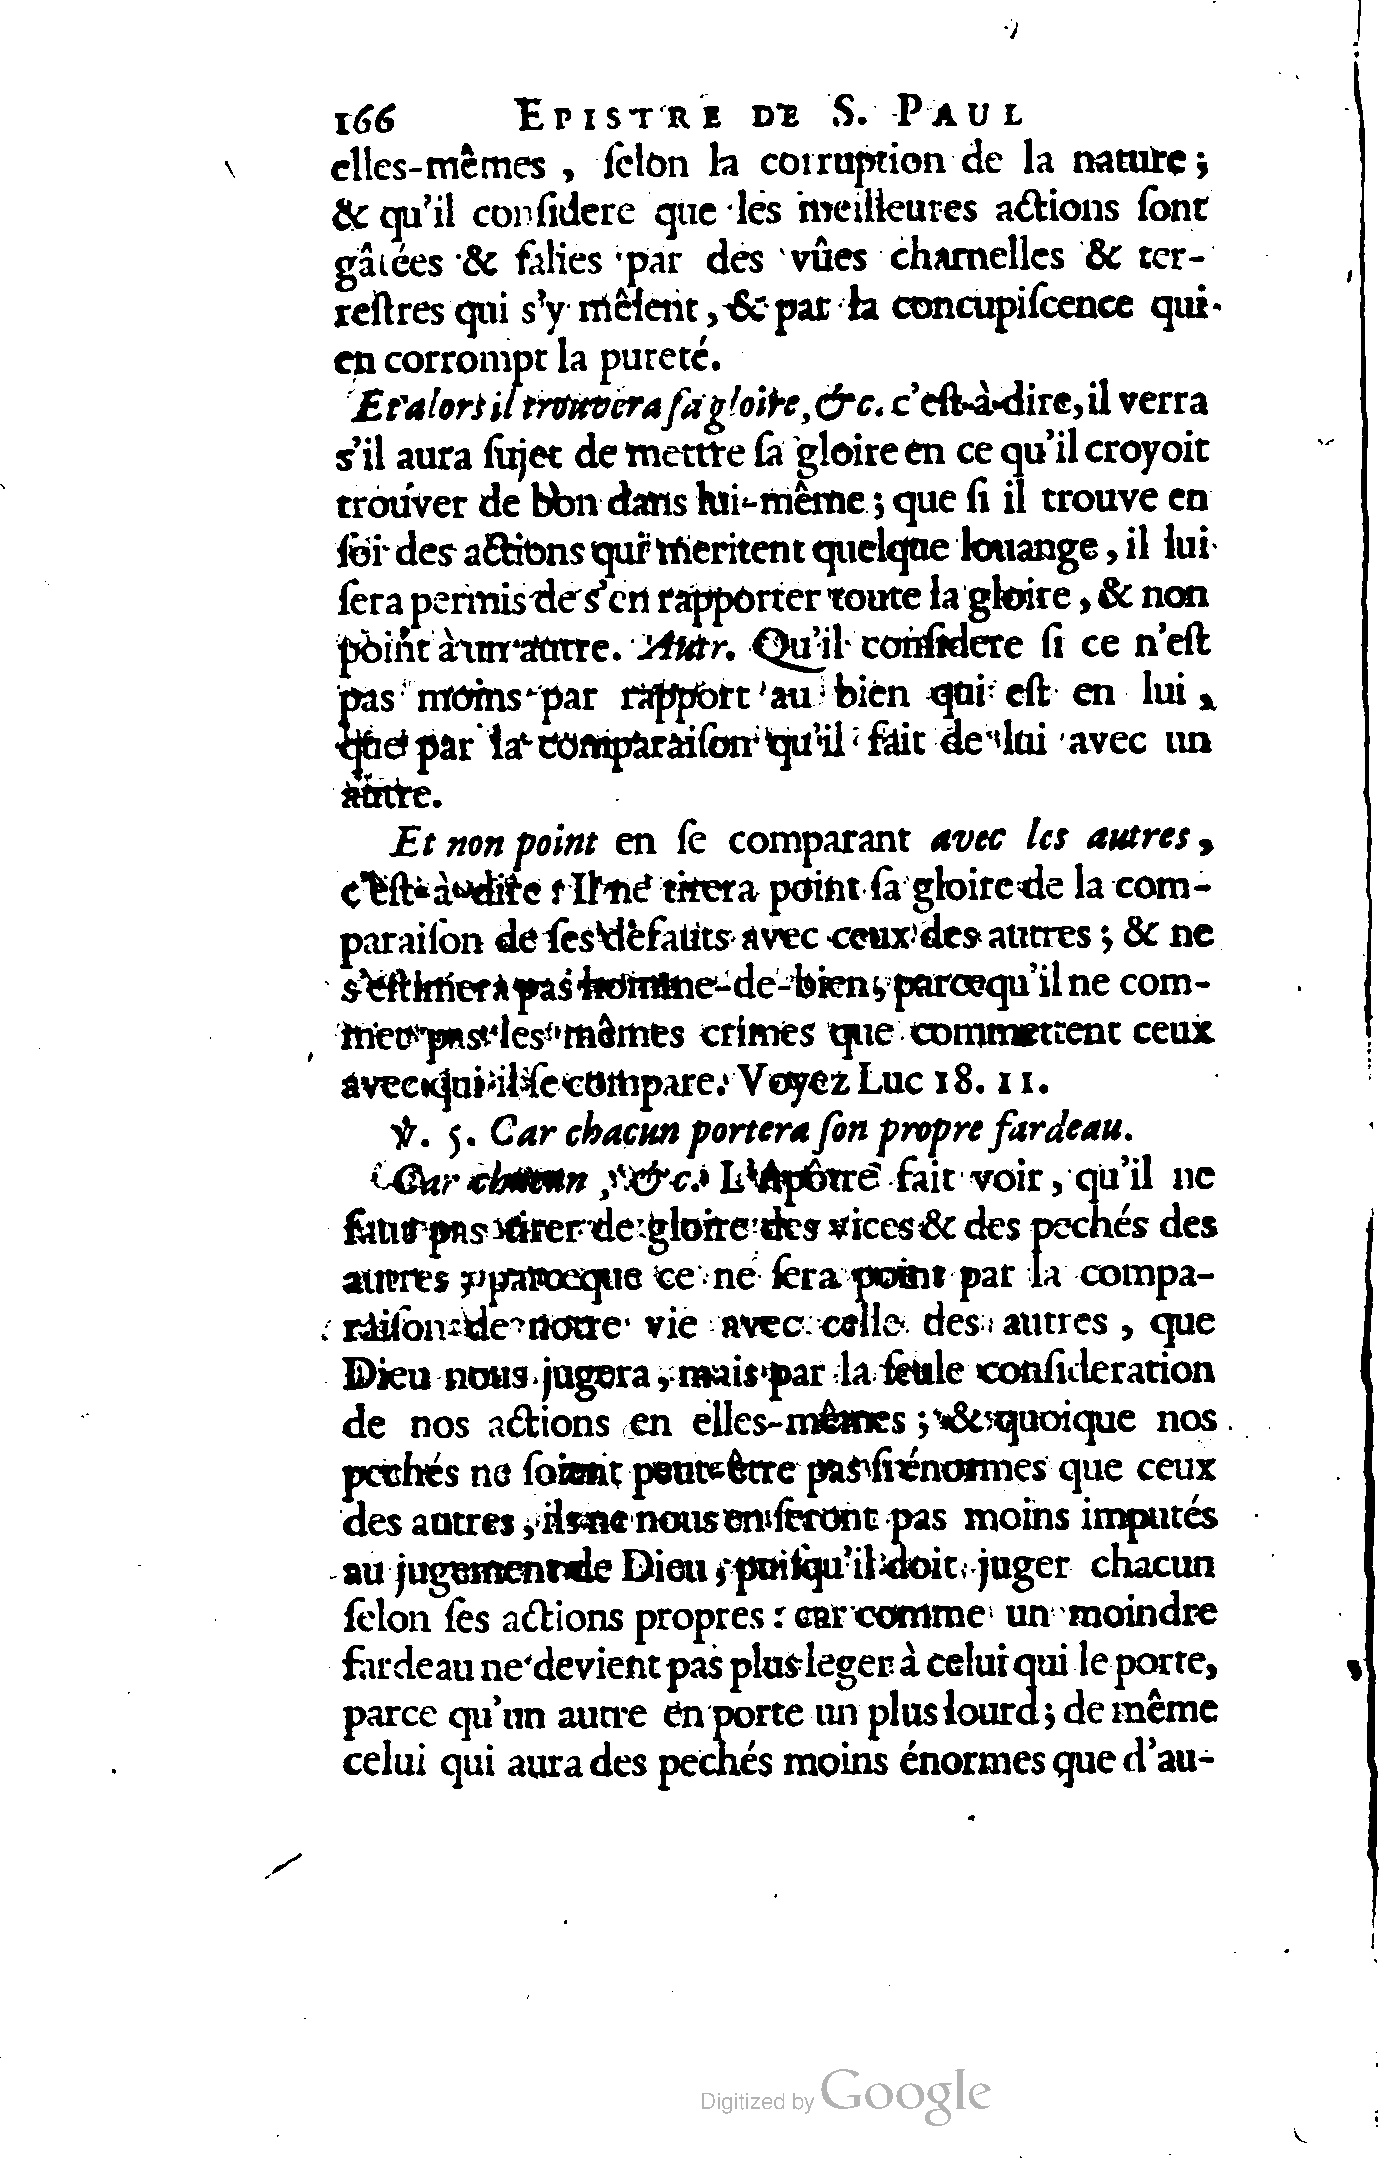 166 EPISTRE DE S. PAUL
elles-mêmes, ſelon la corruption de la nature;
& qu'il conſidere que les meilleures actions ſont
gâtées & ſalies par des vûes charnelles & ter-
reſtres qui s'y mêlent, & par la concupiſcence qui
en corrompt la pureté.
Et alors il trouvera ſa gloire, &c. c'eſt-à-dire, il verra
s'il aura ſujet de mettre ſa gloire en ce qu'il croyoit
trouver de bon dans lui-même; que ſi il trouve en
ſoi des actions qui meritent quelque louange, il lui
ſera permis de s'en rapporter toute la gloire, & non
point à un autre. Autr. Qu'il conſidere ſi ce n'eſt
pas moins par rapport au bien qui eſt en lui,
que par la comparaiſon qu'il fait de lui avec un
autre.
Et non point en ſe comparant avec les autres,
c'eſt-à-dire: Il ne tirera point ſa gloire de la com-
paraiſon de ſes défauts avec ceux des autres; & ne
s'eſtimera pas homme-de-bien, parcequ'il ne com-
met pas les mêmes crimes que commettent ceux
avec qui il ſe compare. Voyez Luc 18. 11.
℣. 5. Car chacun portera ſon propre fardeau.
Car chacun, &c. L'Apôtre fait voir, qu'il ne
faut pas tirer de gloire des vices & des pechés des
autres, parceque ce ne ſera point par la compa-
raiſon de notre vie avec celle des autres, que
Dieu nous jugera, mais par la ſeule conſideration
de nos actions en elles-mêmes; & quoique nos
pechés ne ſoient peut-être pas ſi énormes que ceux
des autres, ils ne nous en ſeront pas moins imputés
au jugement de Dieu, puiſqu'il doit juger chacun
ſelon ſes actions propres: car comme un moindre
fardeau ne devient pas plus leger à celui qui le porte,
parce qu'un autre en porte un plus lourd; de même
celui qui aura des pechés moins énormes que d'au-
Digitized by Google